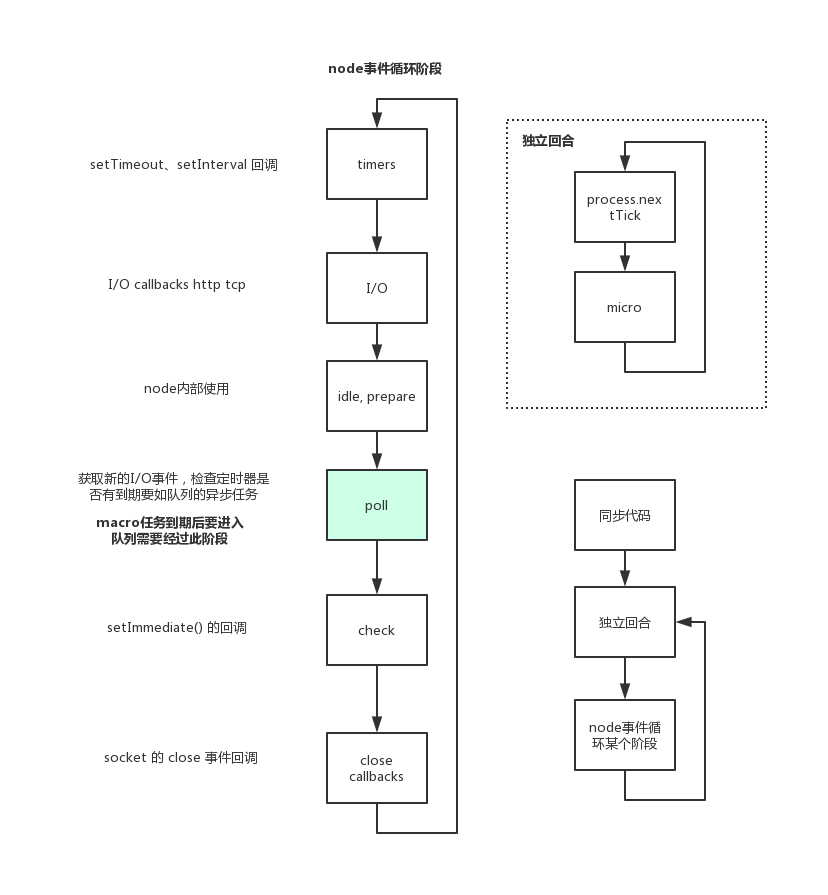 node事件循环阶段
setTimeout、setInterval 回调
timers
I/O callbacks http tcp
I/O
node内部使用
idle, prepare
获取新的I/O事件，检查定时器是
否有到期要如队列的异步任务
macro任务到期后要进入
队列需要经过此阶段
poll
setImmediate() 的回调
check
socket 的 close 事件回调
close
callbacks
独立回合
process.nex
tTick
micro
同步代码
独立回合
node事件循
环某个阶段